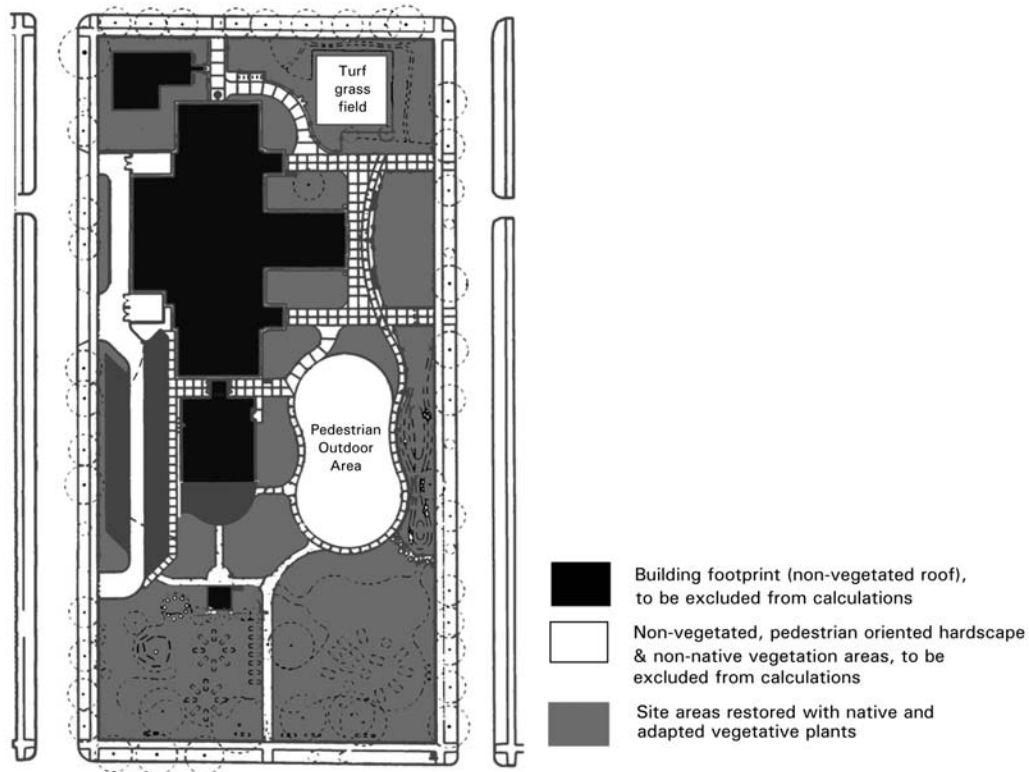 Turf
grass
field
Pedestrian
Outdoor
Area
Building footprint (non-vegetated roof),
to be excluded from calculations
Non-vegetated, pedestrian oriented hardscape
& non-native vegetation areas, to be
excluded from calculations
Site areas restored with native and
adapted vegetative plants